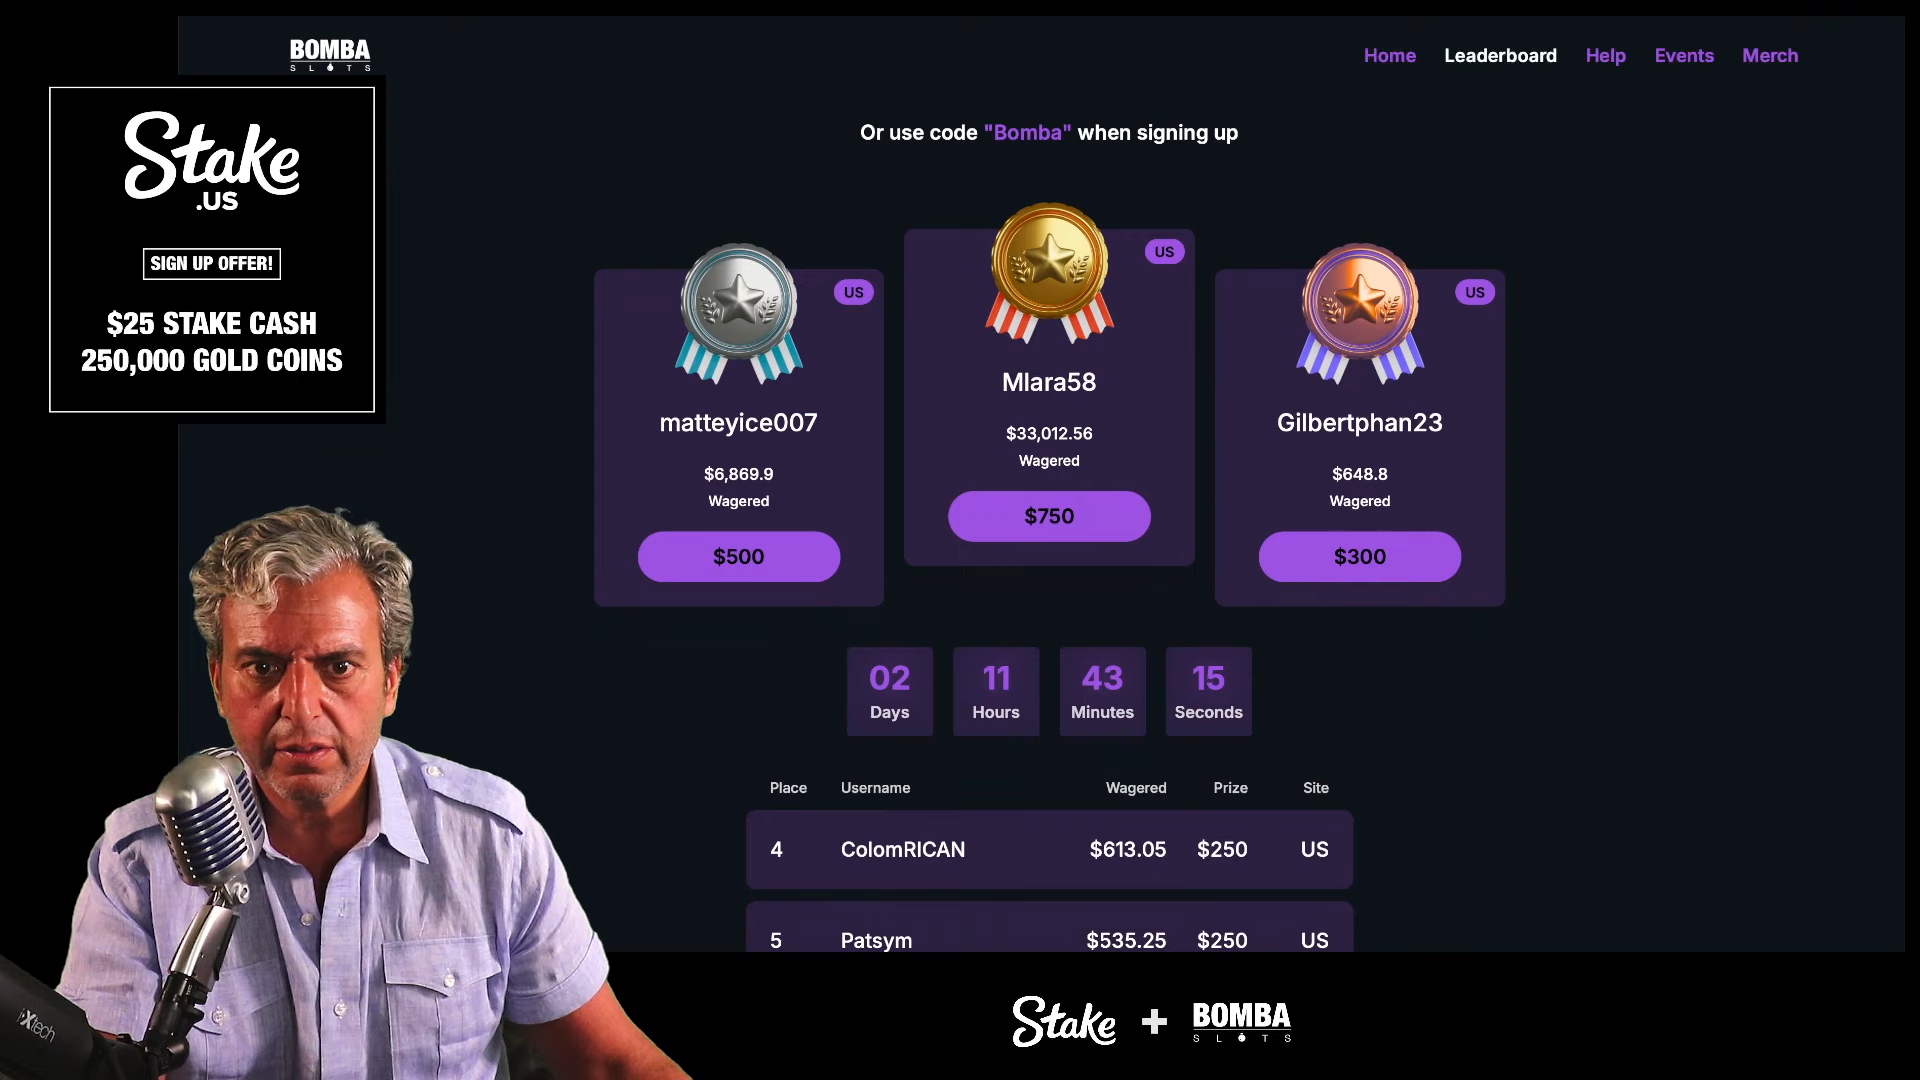 BOMBA
SLOTS
Home Leaderboard Help Events Merch
Stake
.US
SIGN UP OFFER!
$25 STAKE CASH
250,000 GOLD COINS
Or use code "Bomba" when signing up
US
matteyice007
$6,869.9
Wagered
$500
US
Mlara58
$33,012.56
Wagered
$750
US
Gilbertphan23
$648.8
Wagered
$300
02 11 43 15
Days Hours Minutes Seconds
Place Username Wagered Prize Site
4 ColomRICAN $613.05 $250 US
5 Patsym $535.25 $250 US
Stake + BOMBA
SLOTS